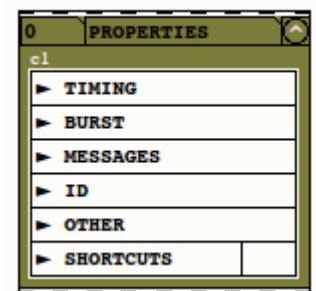 0 PROPERTIES
c1
TIMING
BURST
MESSAGES
ID
OTHER
SHORTCUTS